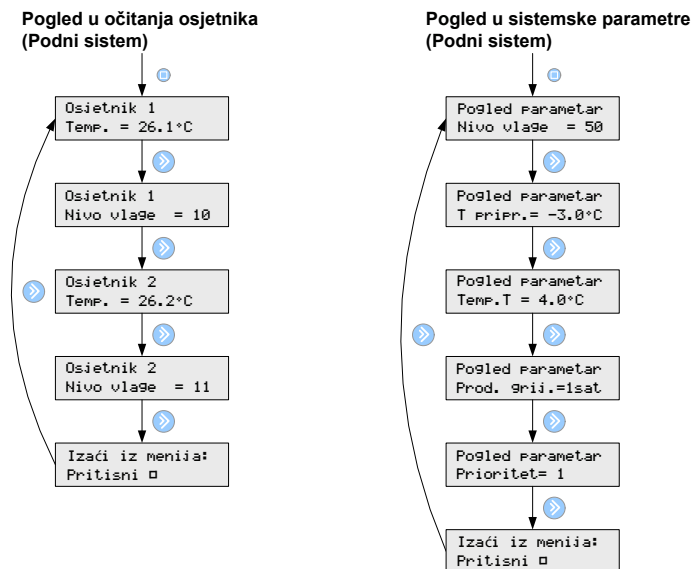 Pogled u očitanja osjetnika
(Podni sistem)
Osjetnik 1
Temp. = 26.1°C
Osjetnik 1
Nivo vlage = 10
Osjetnik 2
Temp. = 26.2°C
Osjetnik 2
Nivo vlage = 11
Izaći iz menija:
Pritisni □
Pogled u sistemske parametre
(Podni sistem)
Pogled parametar
Nivo vlage = 50
Pogled parametar
T pripr.= -3.0°C
Pogled parametar
Temp.T = 4.0°C
Pogled parametar
Prod. grij.=1sat
Pogled parametar
Prioritet= 1
Izaći iz menija:
Pritisni □